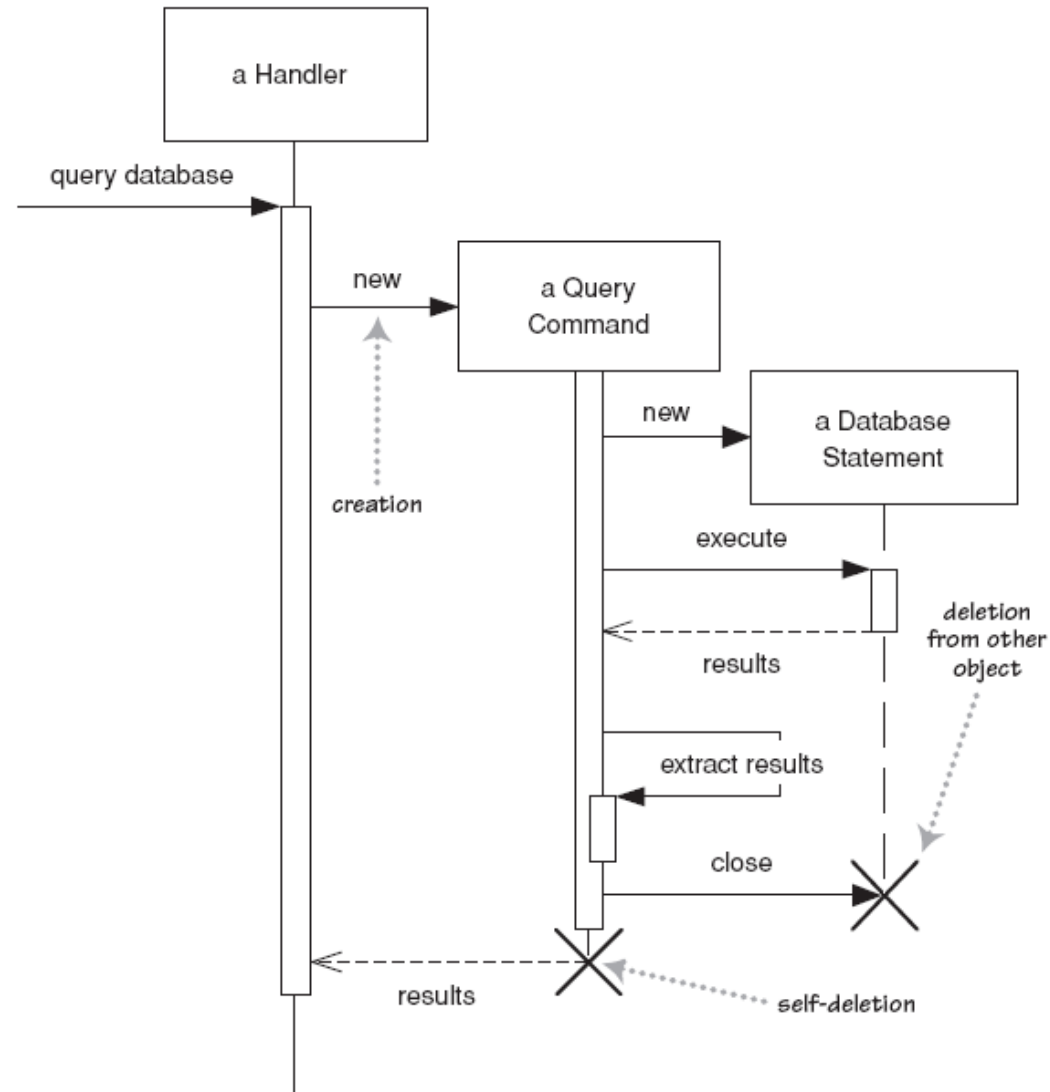 a Handler
query database
new
a Query
Command
new
a Database
Statement
creation
execute
deletion
from other
object
results
extract results
close
results
self-deletion